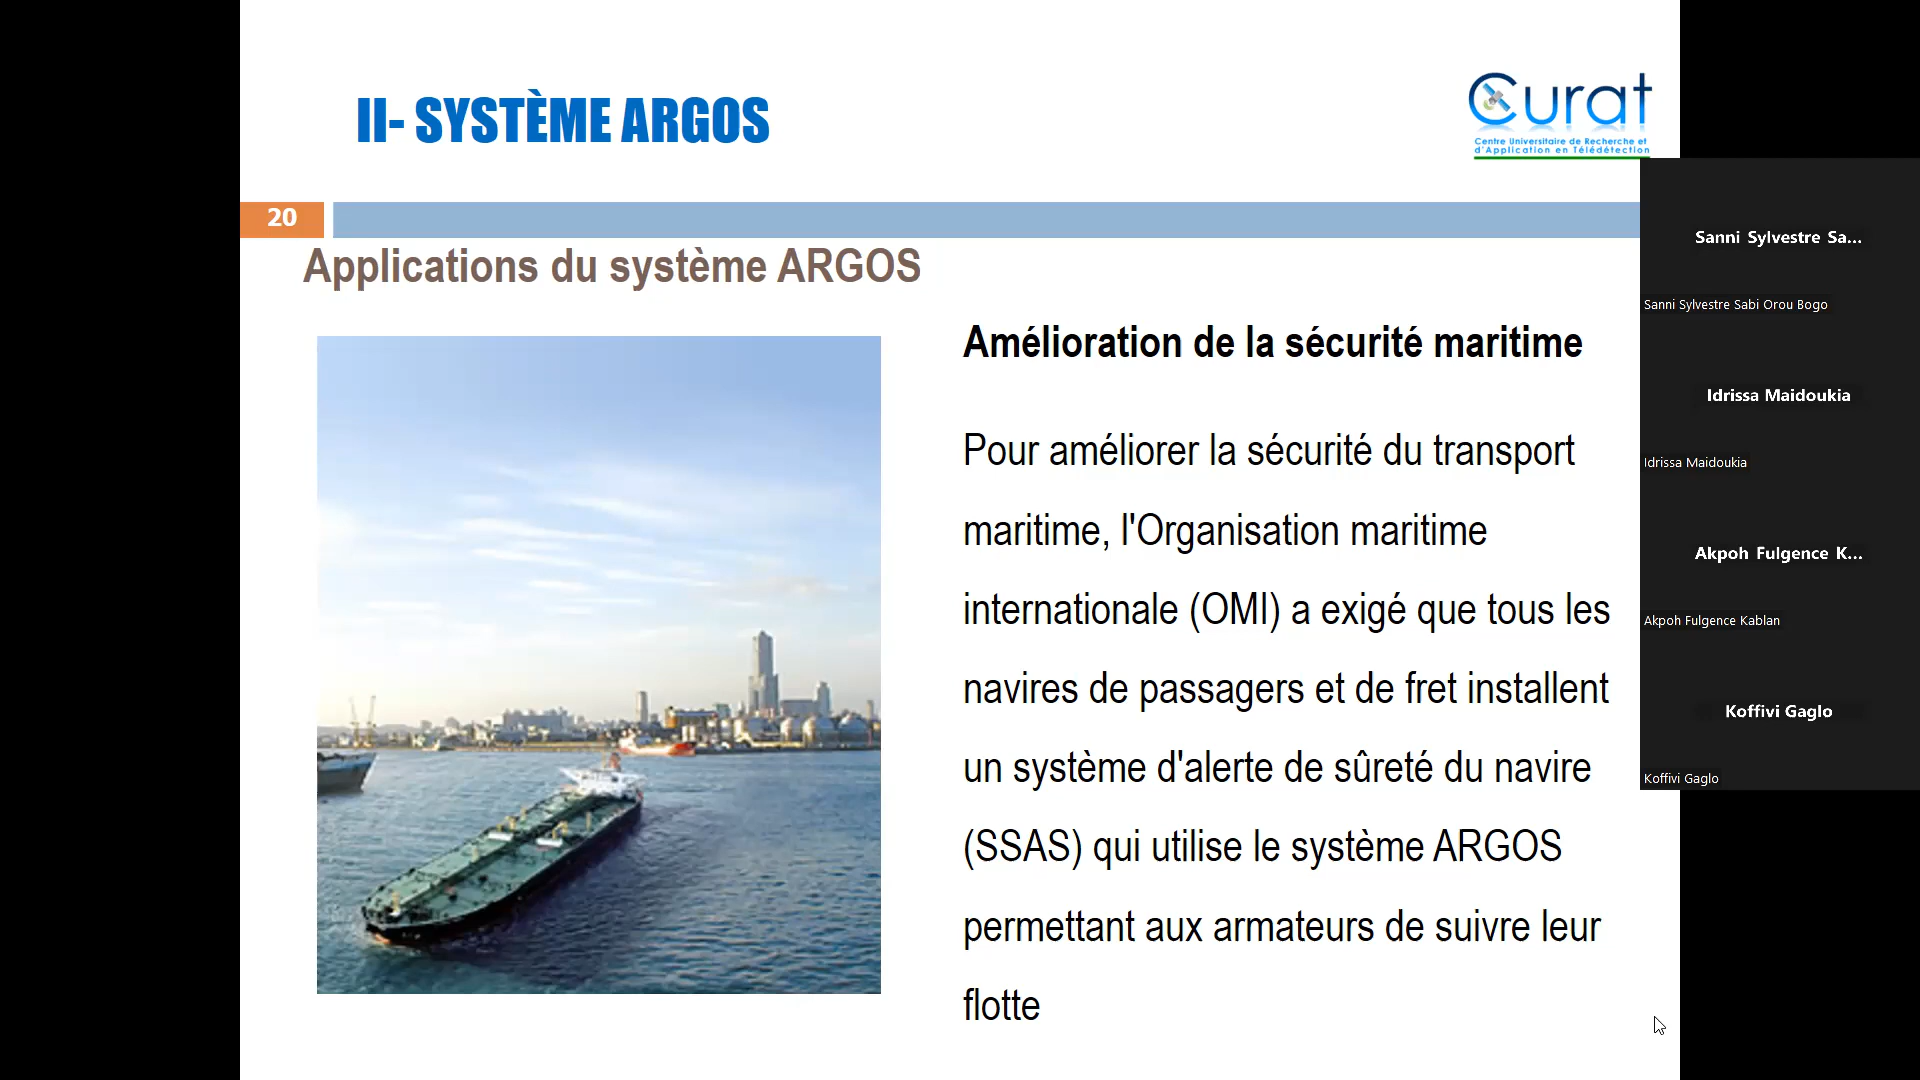 II- SYSTÈME ARGOS
Curat
Centre Universitaire de Recherche et
d'Application en Télédétection
20
Applications du système ARGOS
Amélioration de la sécurité maritime
Pour améliorer la sécurité du transport
maritime, l'Organisation maritime
internationale (OMI) a exigé que tous les
navires de passagers et de fret installent
un système d'alerte de sûreté du navire
(SSAS) qui utilise le système ARGOS
permettant aux armateurs de suivre leur
flotte
Sanni Sylvestre Sa...
Sanni Sylvestre Sabi Orou Bogo
Idrissa Maidoukia
Idrissa Maidoukia
Akpoh Fulgence K...
Akpoh Fulgence Kablan
Koffivi Gaglo
Koffivi Gaglo